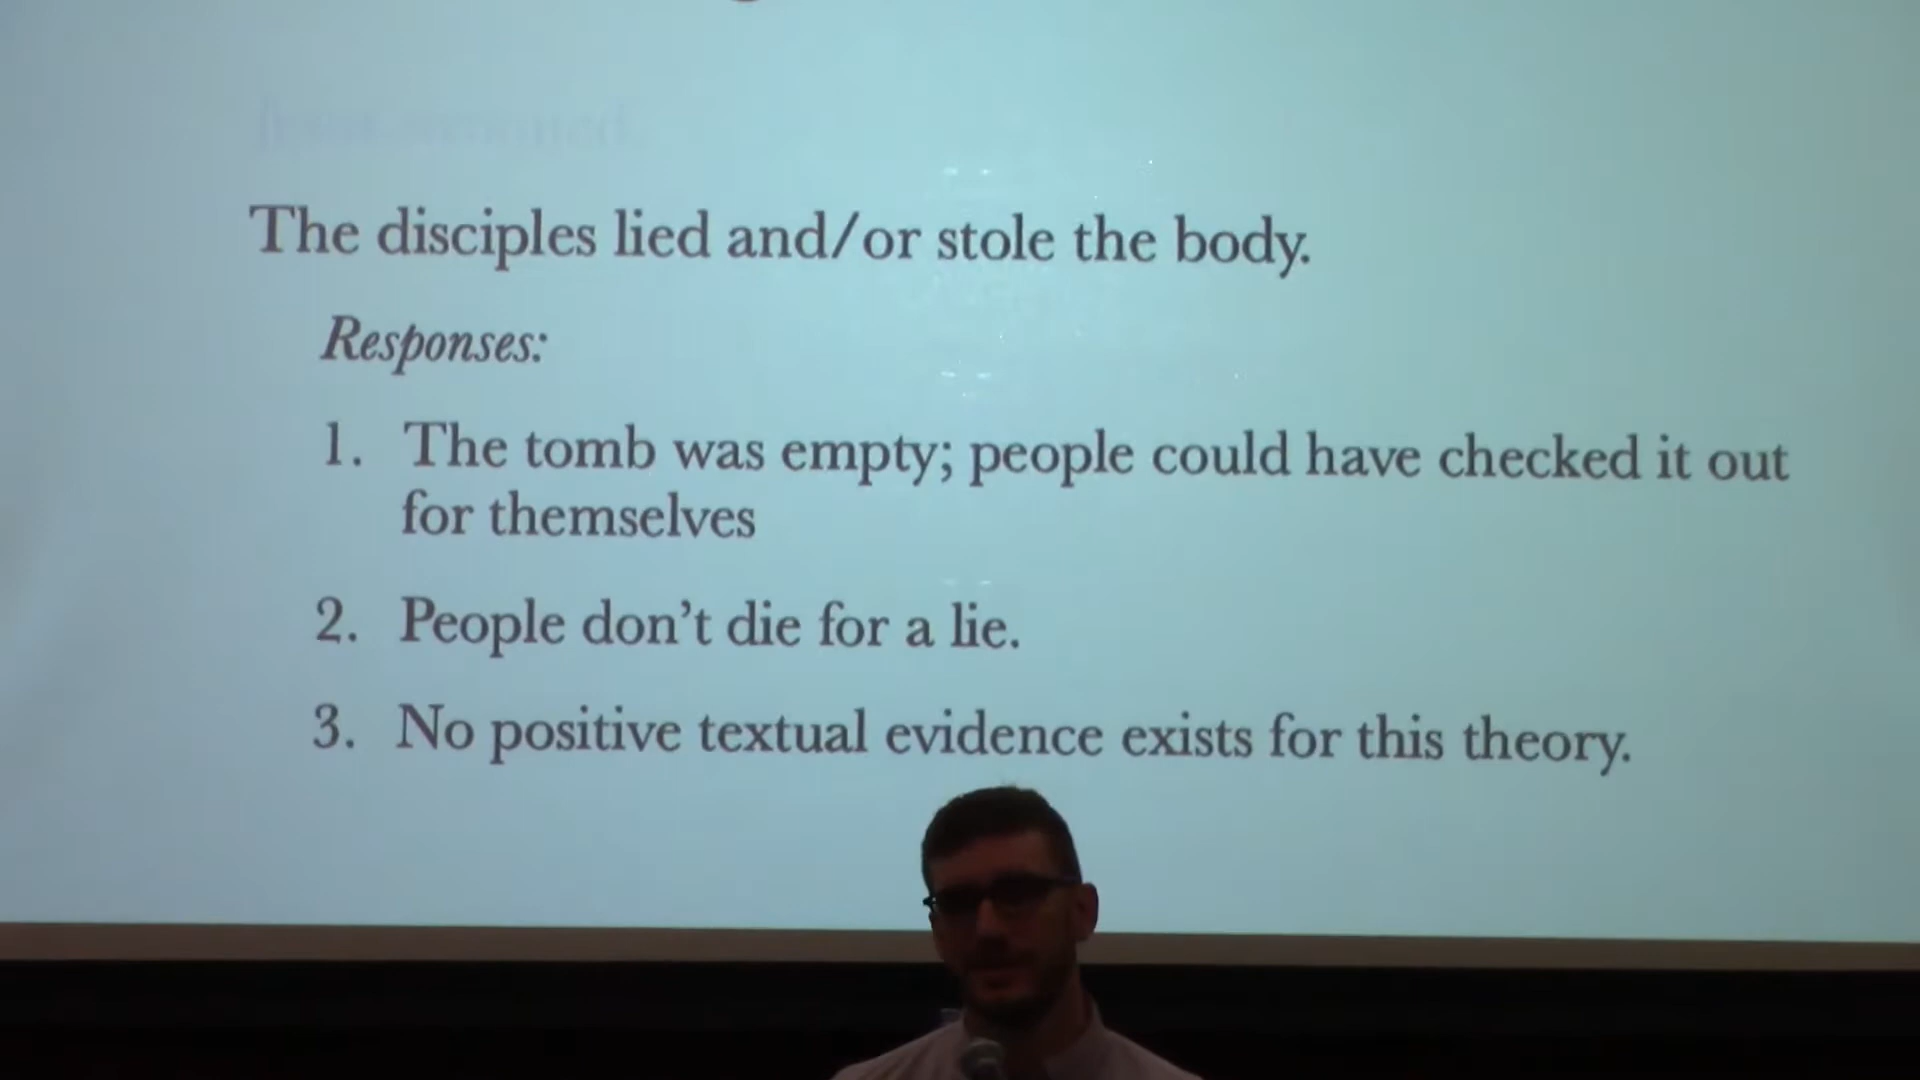 The disciples lied and/or stole the body.
Responses:
1. The tomb was empty; people could have checked it out
for themselves
2. People don't die for a lie.
3. No positive textual evidence exists for this theory.